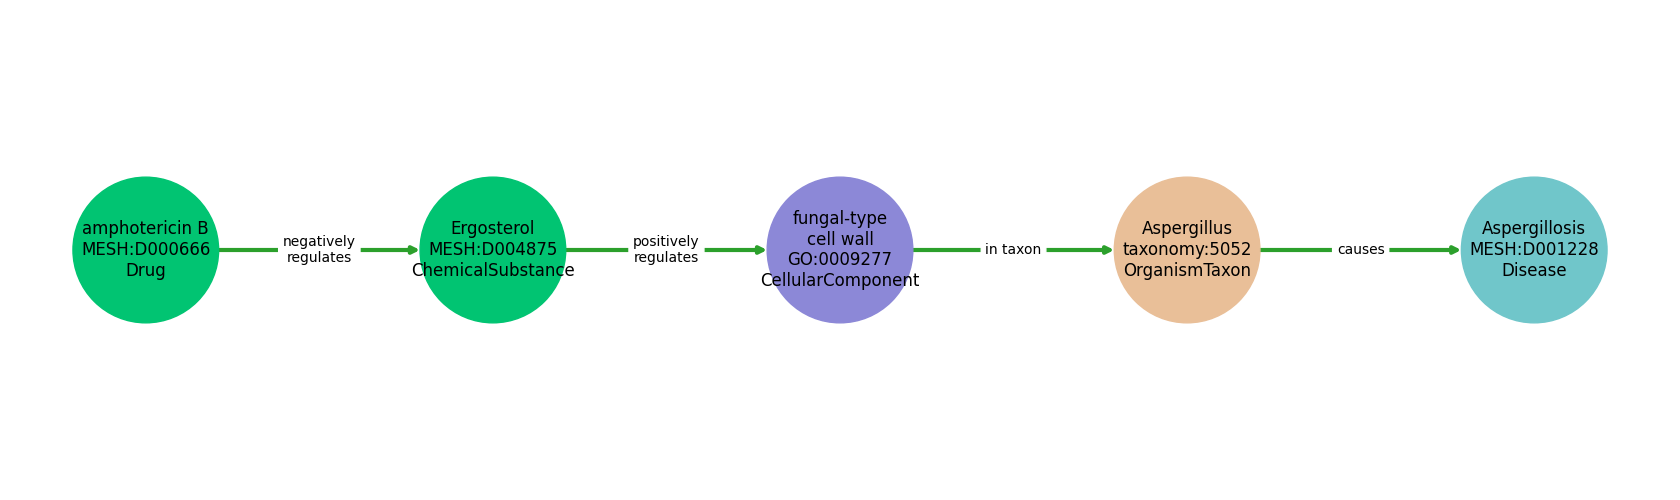 amphotericin B
MESH:D000666
Drug
negatively
regulates
Ergosterol
MESH:D004875
ChemicalSubstance
positively
regulates
fungal-type
cell wall
GO:0009277
CellularComponent
in taxon
Aspergillus
taxonomy:5052
OrganismTaxon
causes
Aspergillosis
MESH:D001228
Disease